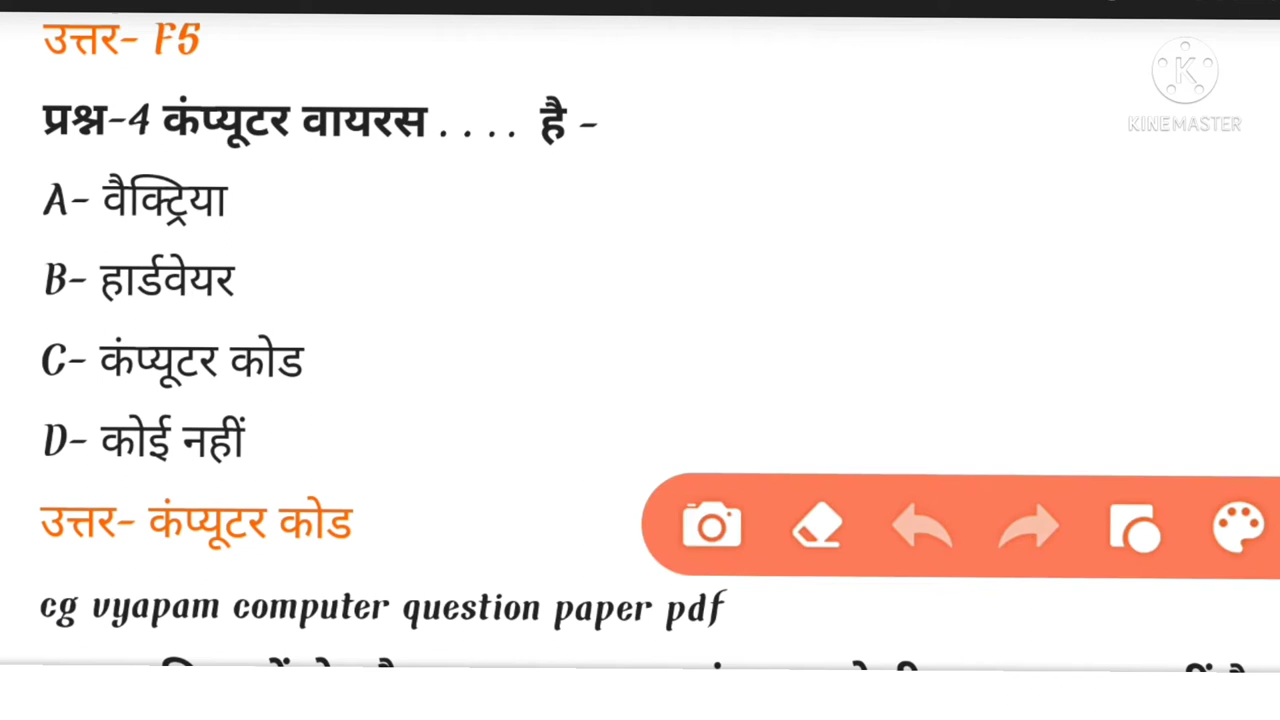 उत्तर- F5
प्रश्न-4 कंप्यूटर वायरस . . . . है -
A- वैक्ट्रिया
B- हार्डवेयर
C- कंप्यूटर कोड
D- कोई नहीं
उत्तर- कंप्यूटर कोड
cg vyapam computer question paper pdf
KINEMASTER